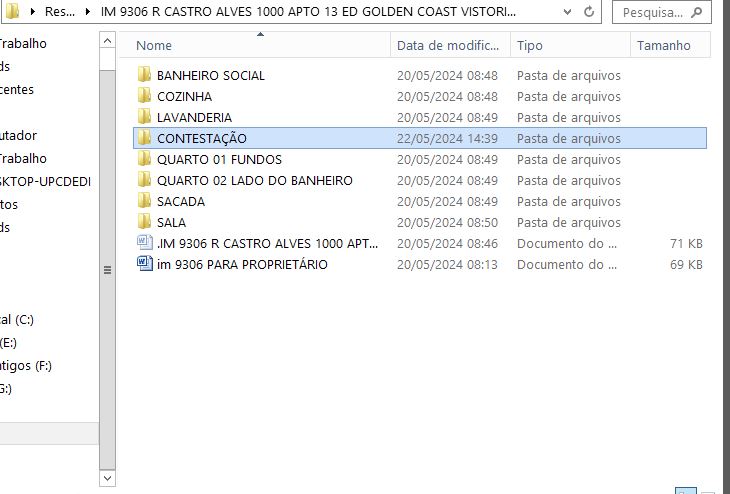 Res... IM 9306 R CASTRO ALVES 1000 APTO 13 ED GOLDEN COAST VISTORI... Pesquisa...
Trabalho
ds
centes
utador
Trabalho
SKTOP-UPCDEDI
tos
ds
al (C:)
(E:)
tigos (F:)
G:)
Nome Data de modific... Tipo Tamanho
BANHEIRO SOCIAL 20/05/2024 08:48 Pasta de arquivos
COZINHA 20/05/2024 08:48 Pasta de arquivos
LAVANDERIA 20/05/2024 08:49 Pasta de arquivos
CONTESTAÇÃO 22/05/2024 14:39 Pasta de arquivos
QUARTO 01 FUNDOS 20/05/2024 08:49 Pasta de arquivos
QUARTO 02 LADO DO BANHEIRO 20/05/2024 08:49 Pasta de arquivos
SACADA 20/05/2024 08:49 Pasta de arquivos
SALA 20/05/2024 08:50 Pasta de arquivos
.IM 9306 R CASTRO ALVES 1000 APT... 20/05/2024 08:46 Documento do ... 71 KB
im 9306 PARA PROPRIETÁRIO 20/05/2024 08:13 Documento do ... 69 KB